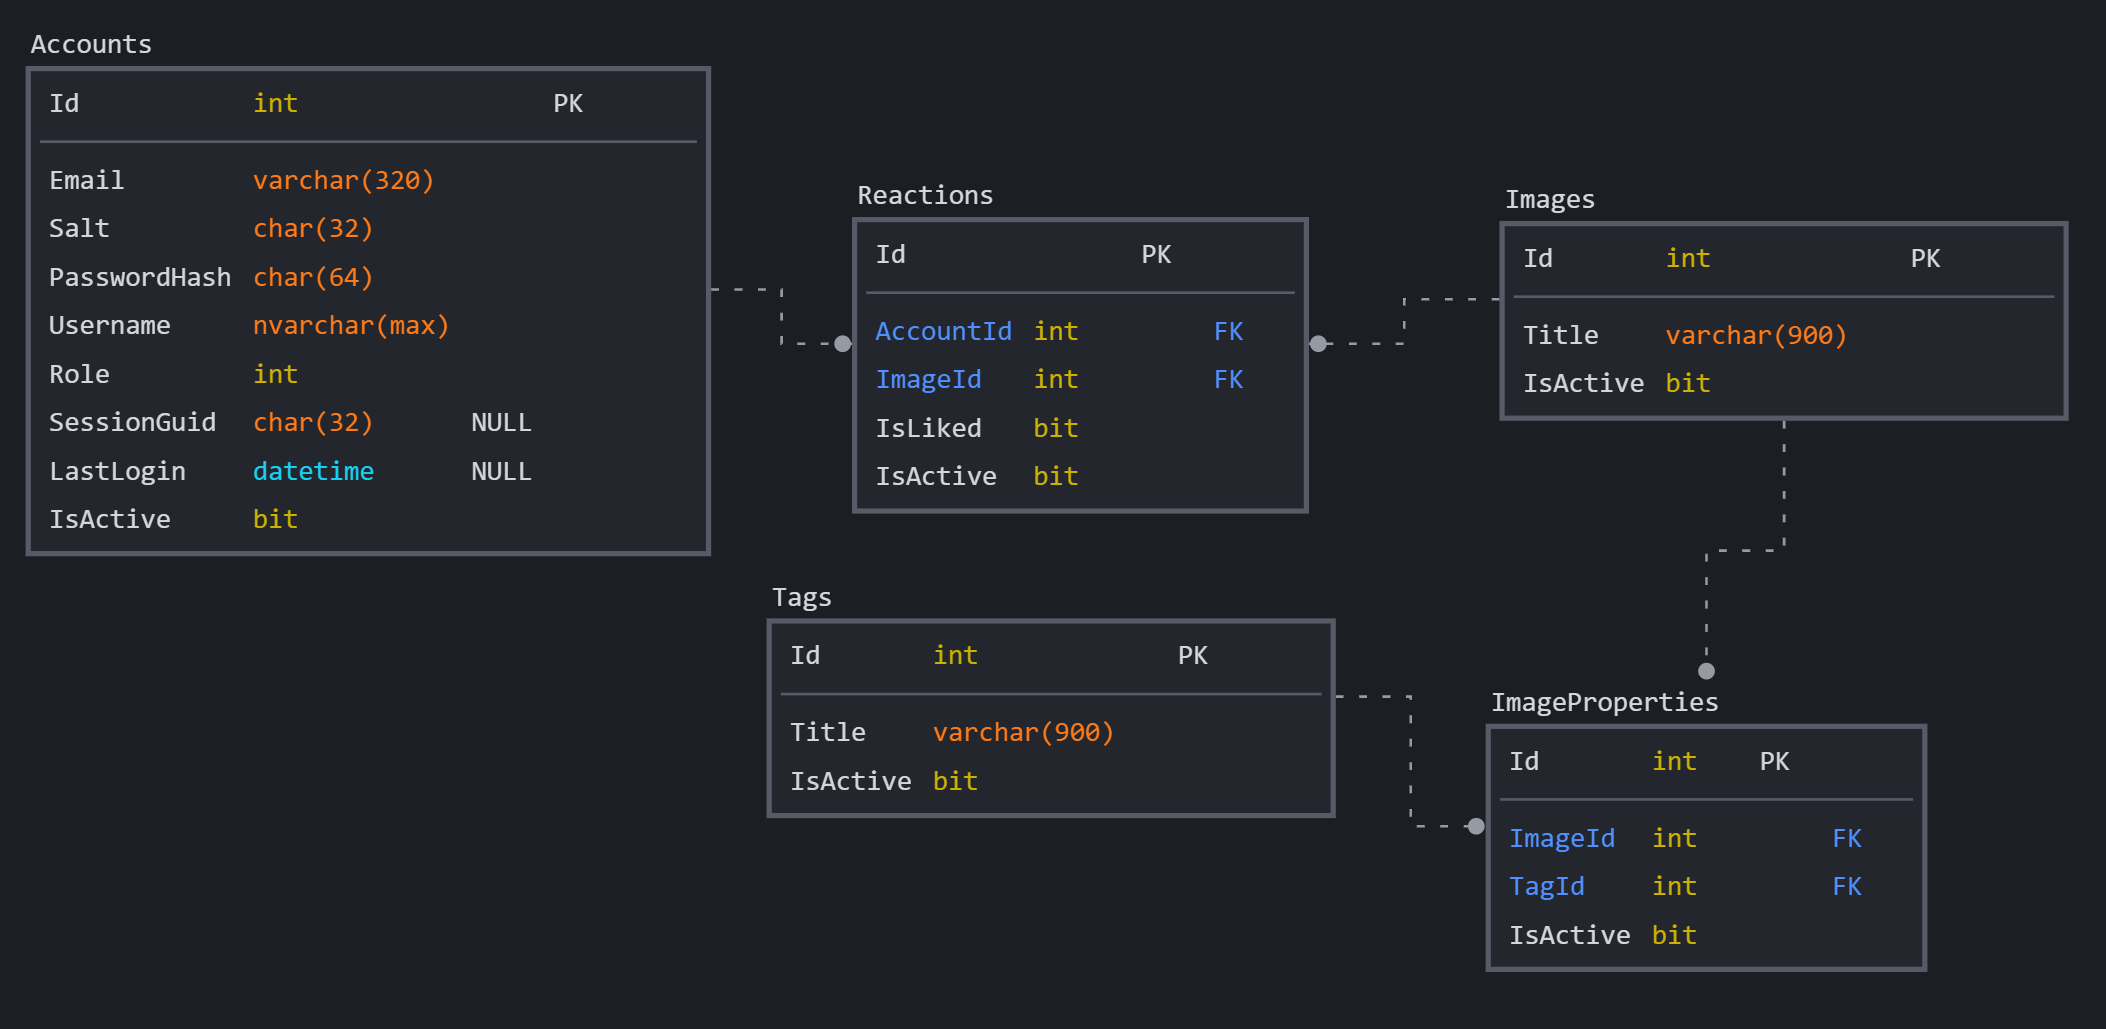 Accounts
Id int PK
Email varchar(320)
Salt char(32)
PasswordHash char(64)
Username nvarchar(max)
Role int
SessionGuid char(32) NULL
LastLogin datetime NULL
IsActive bit
Reactions
Id PK
AccountId int FK
ImageId int FK
IsLiked bit
IsActive bit
Images
Id int PK
Title varchar(900)
IsActive bit
Tags
Id int PK
Title varchar(900)
IsActive bit
ImageProperties
Id int PK
ImageId int FK
TagId int FK
IsActive bit